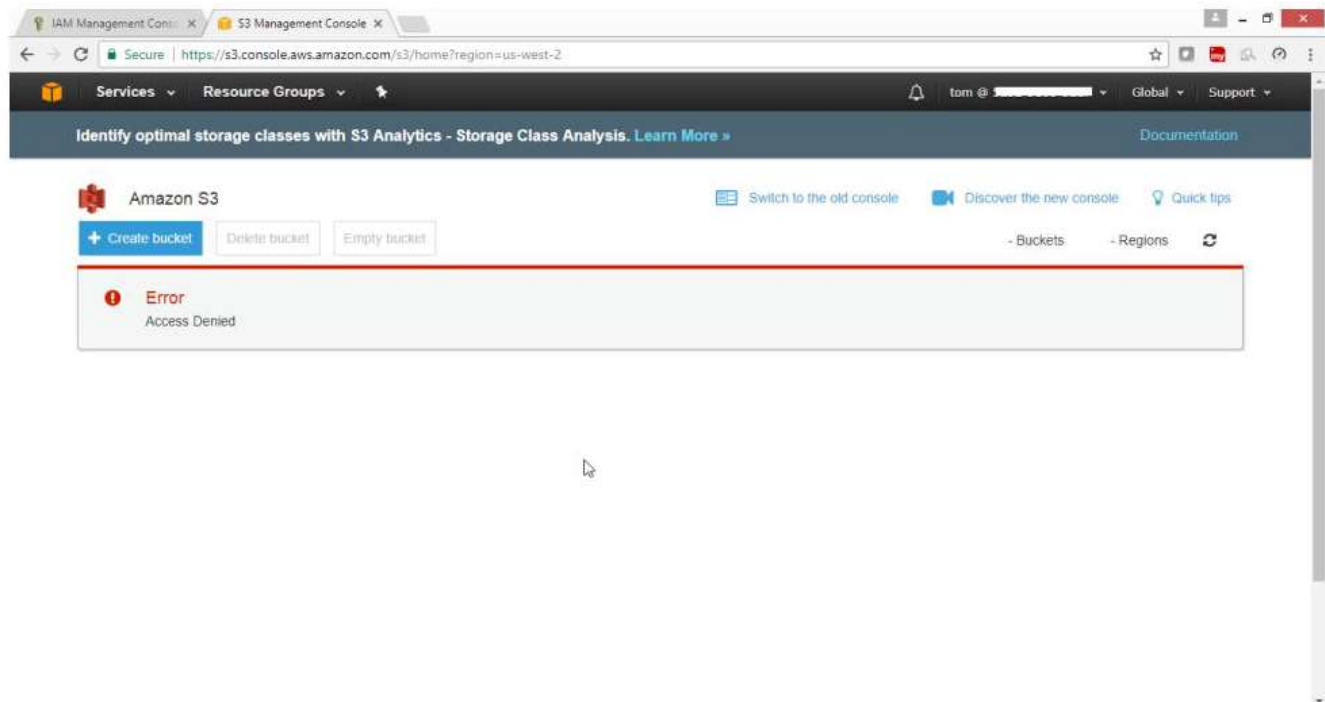 IAM Management Cons
S3 Management Console
Secure | https://s3.console.aws.amazon.com/s3/home?region=us-west-2
my
Services Resource Groups tom @ Global Support
Identify optimal storage classes with S3 Analytics - Storage Class Analysis. Learn More » Documentation
Amazon S3 Switch to the old console Discover the new console Quick tips
+ Create bucket Delete bucket Empty bucket - Buckets - Regions
Error
Access Denied